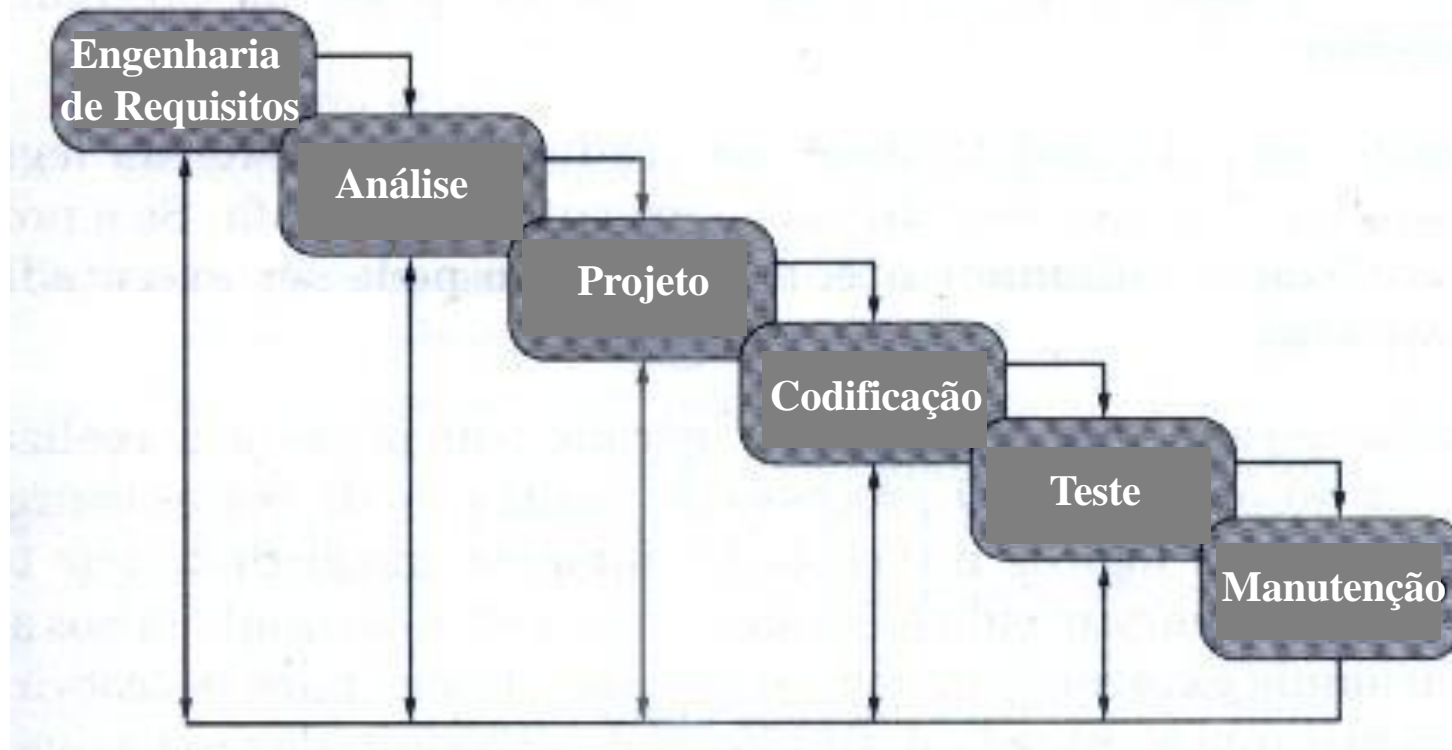 Engenharia
de Requisitos
Análise
Projeto
Codificação
Teste
Manutenção